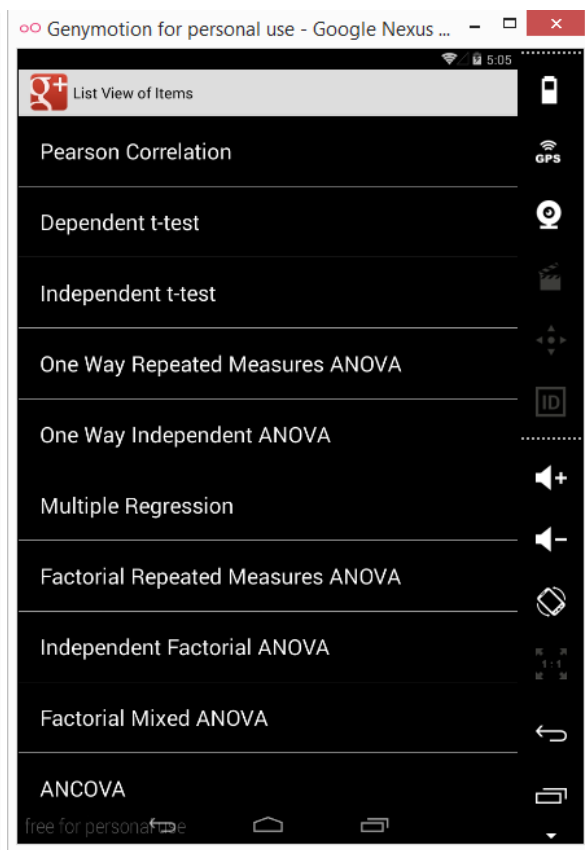 Genymotion for personal use - Google Nexus ...
5:05
g+ List View of Items
Pearson Correlation
GPS
Dependent t-test
Independent t-test
One Way Repeated Measures ANOVA
ID
One Way Independent ANOVA
Multiple Regression
Factorial Repeated Measures ANOVA
Independent Factorial ANOVA
1:1
Factorial Mixed ANOVA
ANCOVA
free for personal use